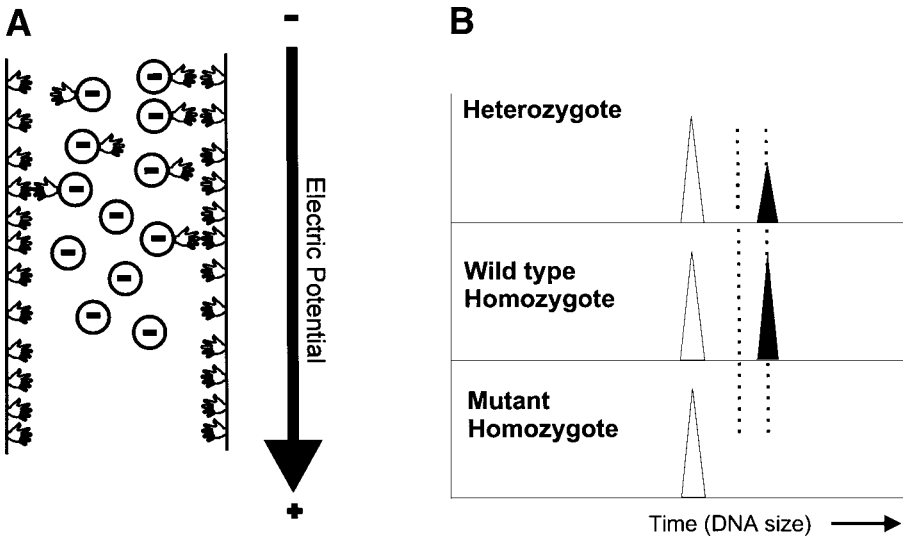 A
-
Electric Potential
+
B
Heterozygote
Wild type
Homozygote
Mutant
Homozygote
Time (DNA size)